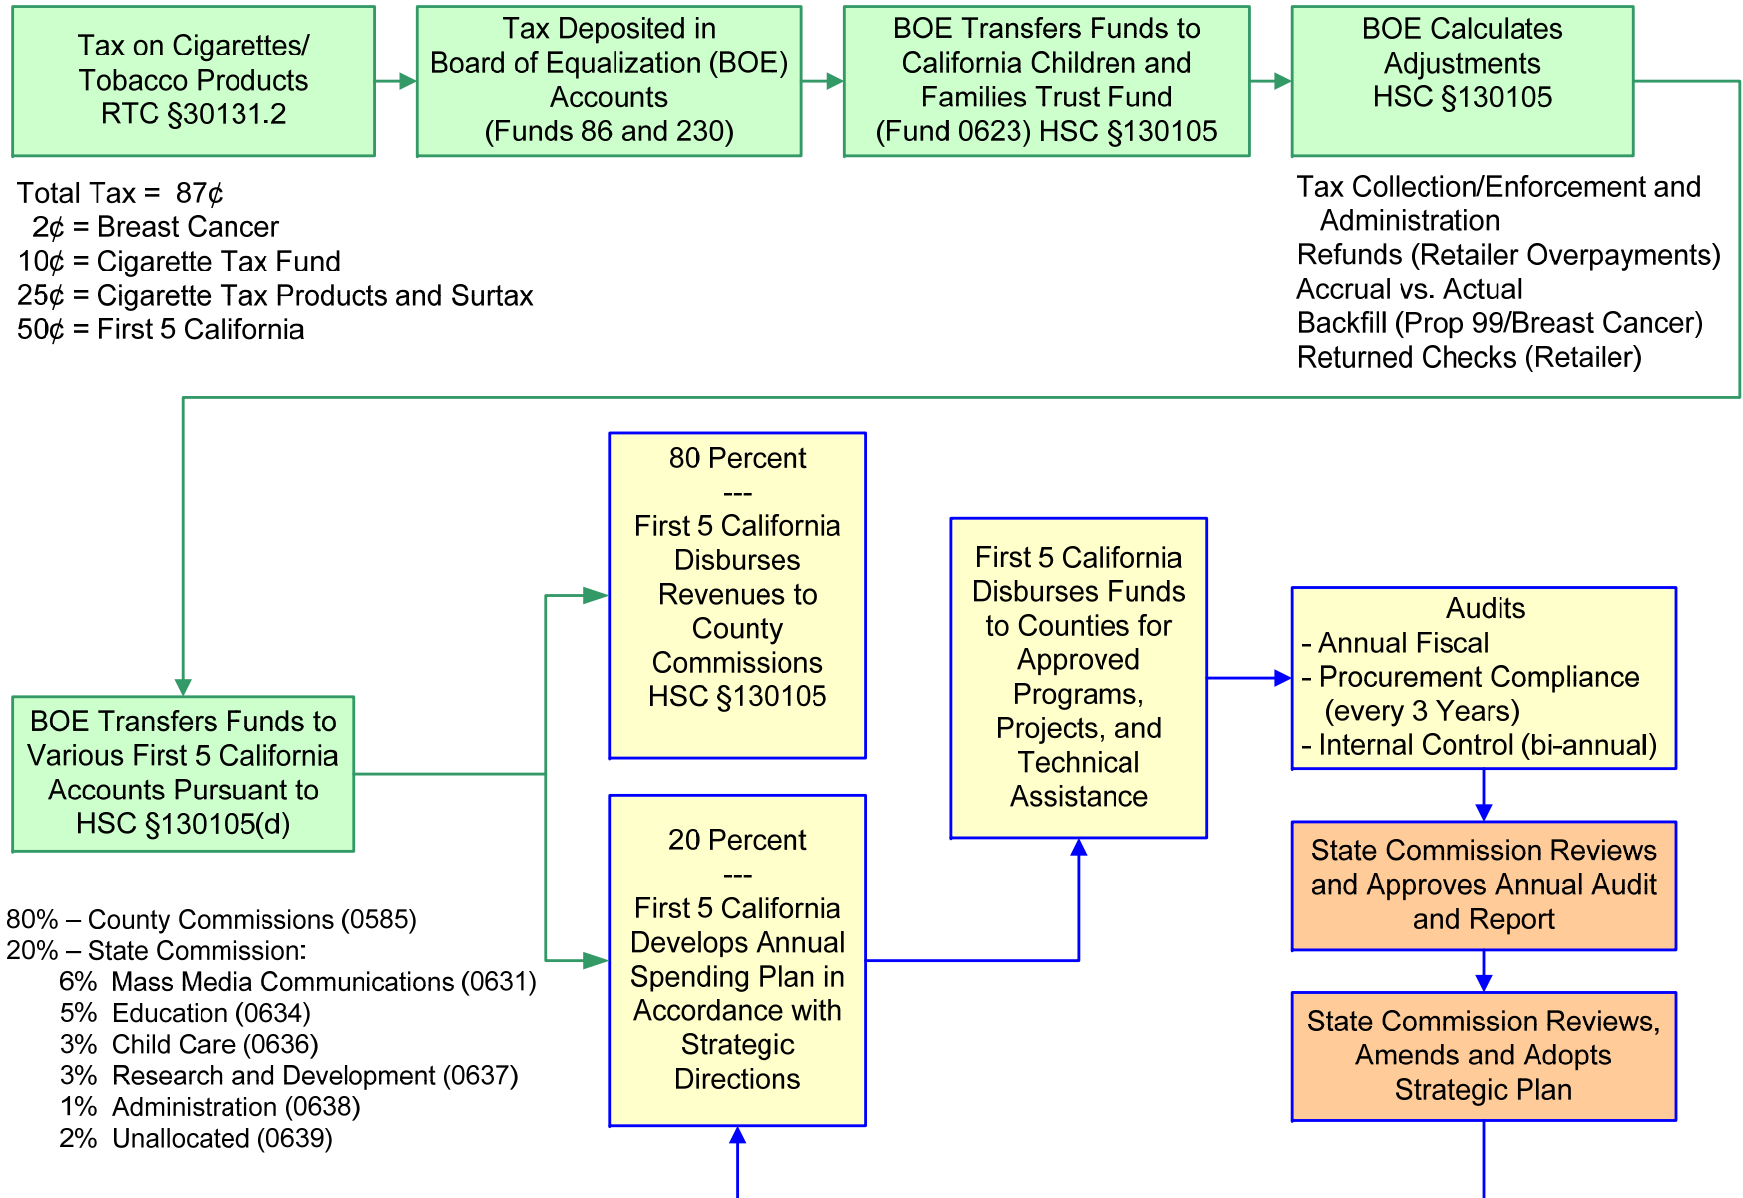 Tax on Cigarettes/
Tobacco Products
RTC §30131.2
Tax Deposited in
Board of Equalization (BOE)
Accounts
(Funds 86 and 230)
BOE Transfers Funds to
California Children and
Families Trust Fund
(Fund 0623) HSC §130105
BOE Calculates
Adjustments
HSC §130105
Total Tax = 87¢
2¢ = Breast Cancer
10¢ = Cigarette Tax Fund
25¢ = Cigarette Tax Products and Surtax
50¢ = First 5 California
Tax Collection/Enforcement and
Administration
Refunds (Retailer Overpayments)
Accrual vs. Actual
Backfill (Prop 99/Breast Cancer)
Returned Checks (Retailer)
BOE Transfers Funds to
Various First 5 California
Accounts Pursuant to
HSC §130105(d)
80% – County Commissions (0585)
20% – State Commission:
6% Mass Media Communications (0631)
5% Education (0634)
3% Child Care (0636)
3% Research and Development (0637)
1% Administration (0638)
2% Unallocated (0639)
80 Percent
---
First 5 California
Disburses
Revenues to
County
Commissions
HSC §130105
20 Percent
---
First 5 California
Develops Annual
Spending Plan in
Accordance with
Strategic
Directions
First 5 California
Disburses Funds
to Counties for
Approved
Programs,
Projects, and
Technical
Assistance
Audits
- Annual Fiscal
- Procurement Compliance
(every 3 Years)
- Internal Control (bi-annual)
State Commission Reviews
and Approves Annual Audit
and Report
State Commission Reviews,
Amends and Adopts
Strategic Plan